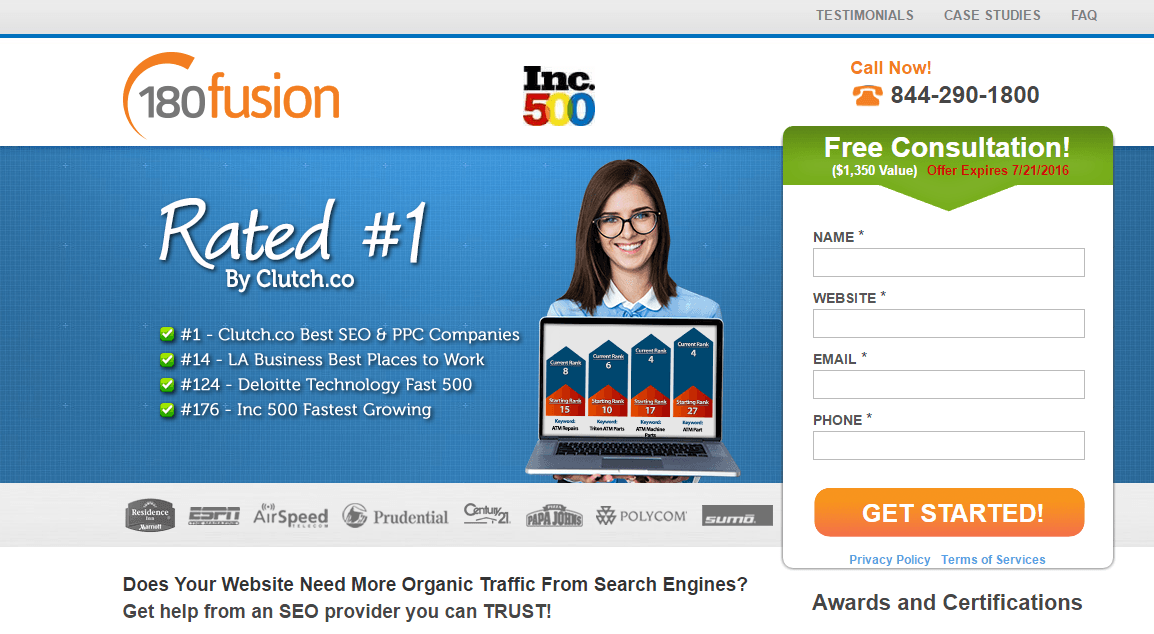 TESTIMONIALS CASE STUDIES FAQ
180fusion
Inc.
500
Call Now!
844-290-1800
Free Consultation!
($1,350 Value) Offer Expires 7/21/2016
Rated #1
By Clutch.co
#1 - Clutch.co Best SEO & PPC Companies
#14 - LA Business Best Places to Work
#124 - Deloitte Technology Fast 500
#176 - Inc 500 Fastest Growing
Current Rank 8
Current Rank 6
Current Rank 4
Current Rank 4
Starting Rank 15
Starting Rank 10
Starting Rank 17
Starting Rank 27
Keyword: ATM Repairs
Keyword: Triton ATM Parts
Keyword: ATM Machine Parts
Keyword: ATM Part
NAME *
WEBSITE *
EMAIL *
PHONE *
GET STARTED!
Privacy Policy Terms of Services
Residence Inn Marriott
ESPN
AirSpeed TELECOM
Prudential
Century 21
PAPA JOHNS
POLYCOM
sumo
Does Your Website Need More Organic Traffic From Search Engines?
Get help from an SEO provider you can TRUST!
Awards and Certifications